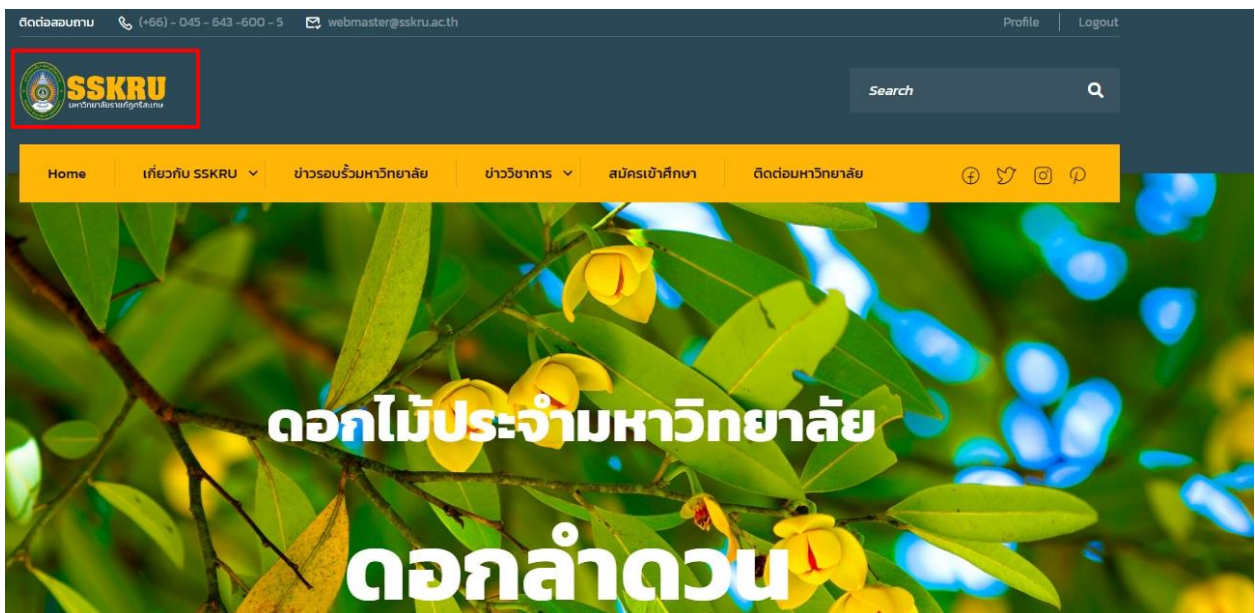 ติดต่อสอบถาม (+66) - 045 - 643 -600 - 5 webmaster@sskru.ac.th Profile Logout
SSKRU
มหาวิทยาลัยราชภัฏศรีสะเกษ
Search
Home เกี่ยวกับ SSKRU ข่าวรอบรั้วมหาวิทยาลัย ข่าววิชาการ สมัครเข้าศึกษา ติดต่อมหาวิทยาลัย
ดอกไม้ประจำมหาวิทยาลัย
ดอกลำดวน